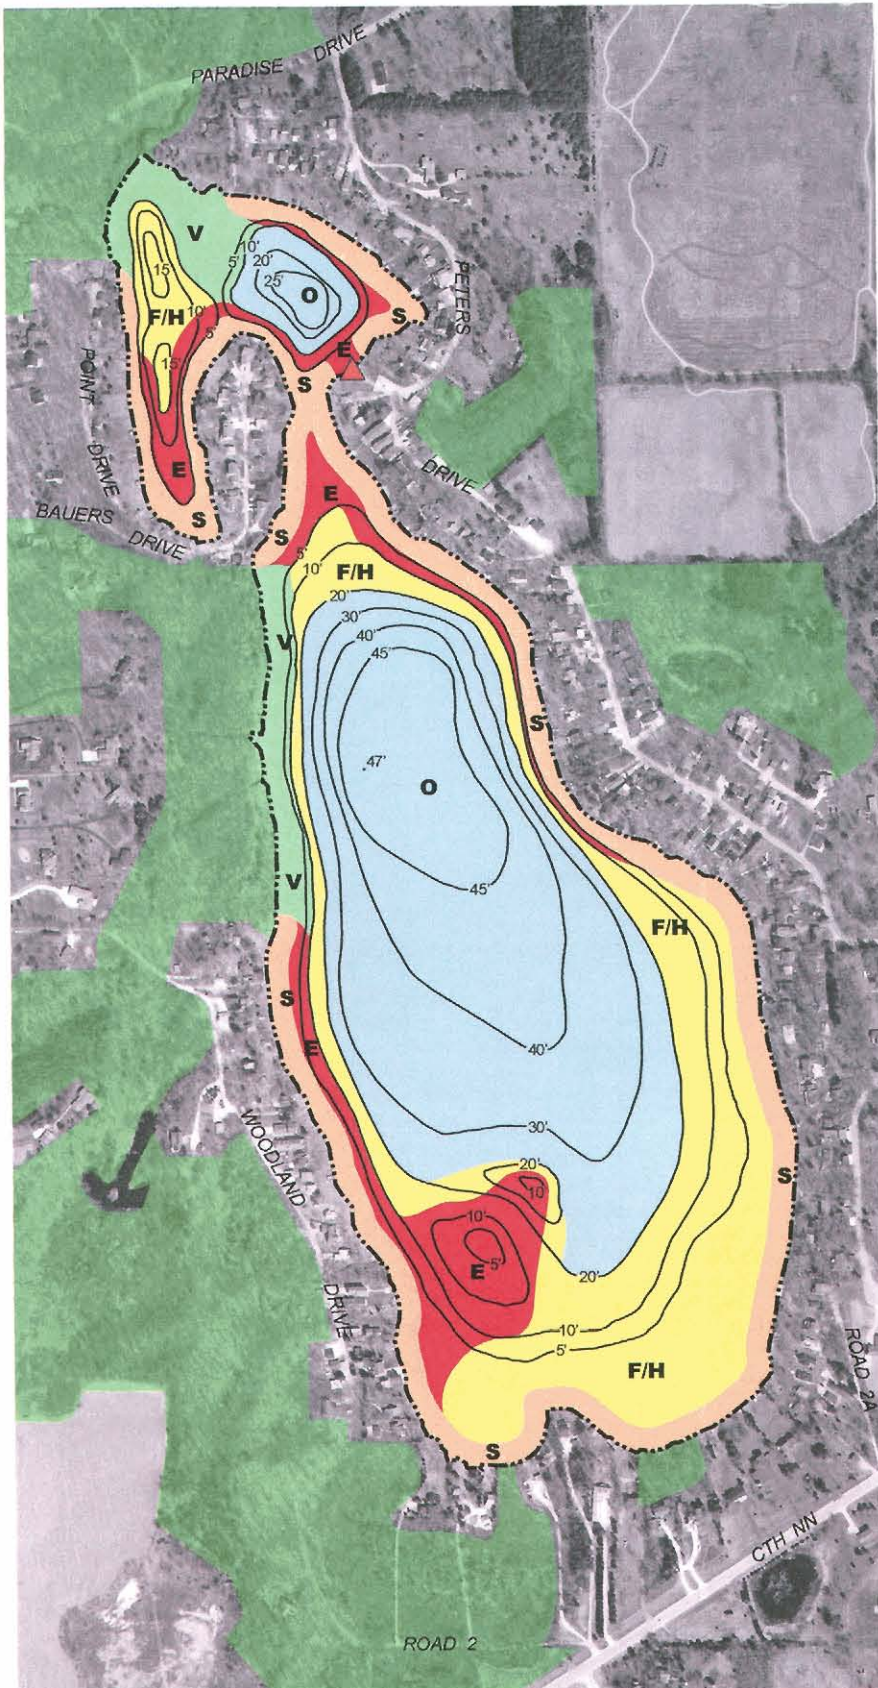 PARADISE DRIVE
V
10'
5'
20'
25'
O
15'
F/H
10'
5'
S
PETERS
E
15'
S
POINT
DRIVE
E
DRIVE
E
S
BAUERS
DRIVE
S
5'
10'
F/H
20'
30'
V
40'
45'
S
47'
O
V
45'
F/H
S
E
40'
WOODLAND
30'
20'
10'
S
10'
5'
E
20'
DRIVE
10'
5'
F/H
ROAD 2A
S
CTH NN
ROAD 2